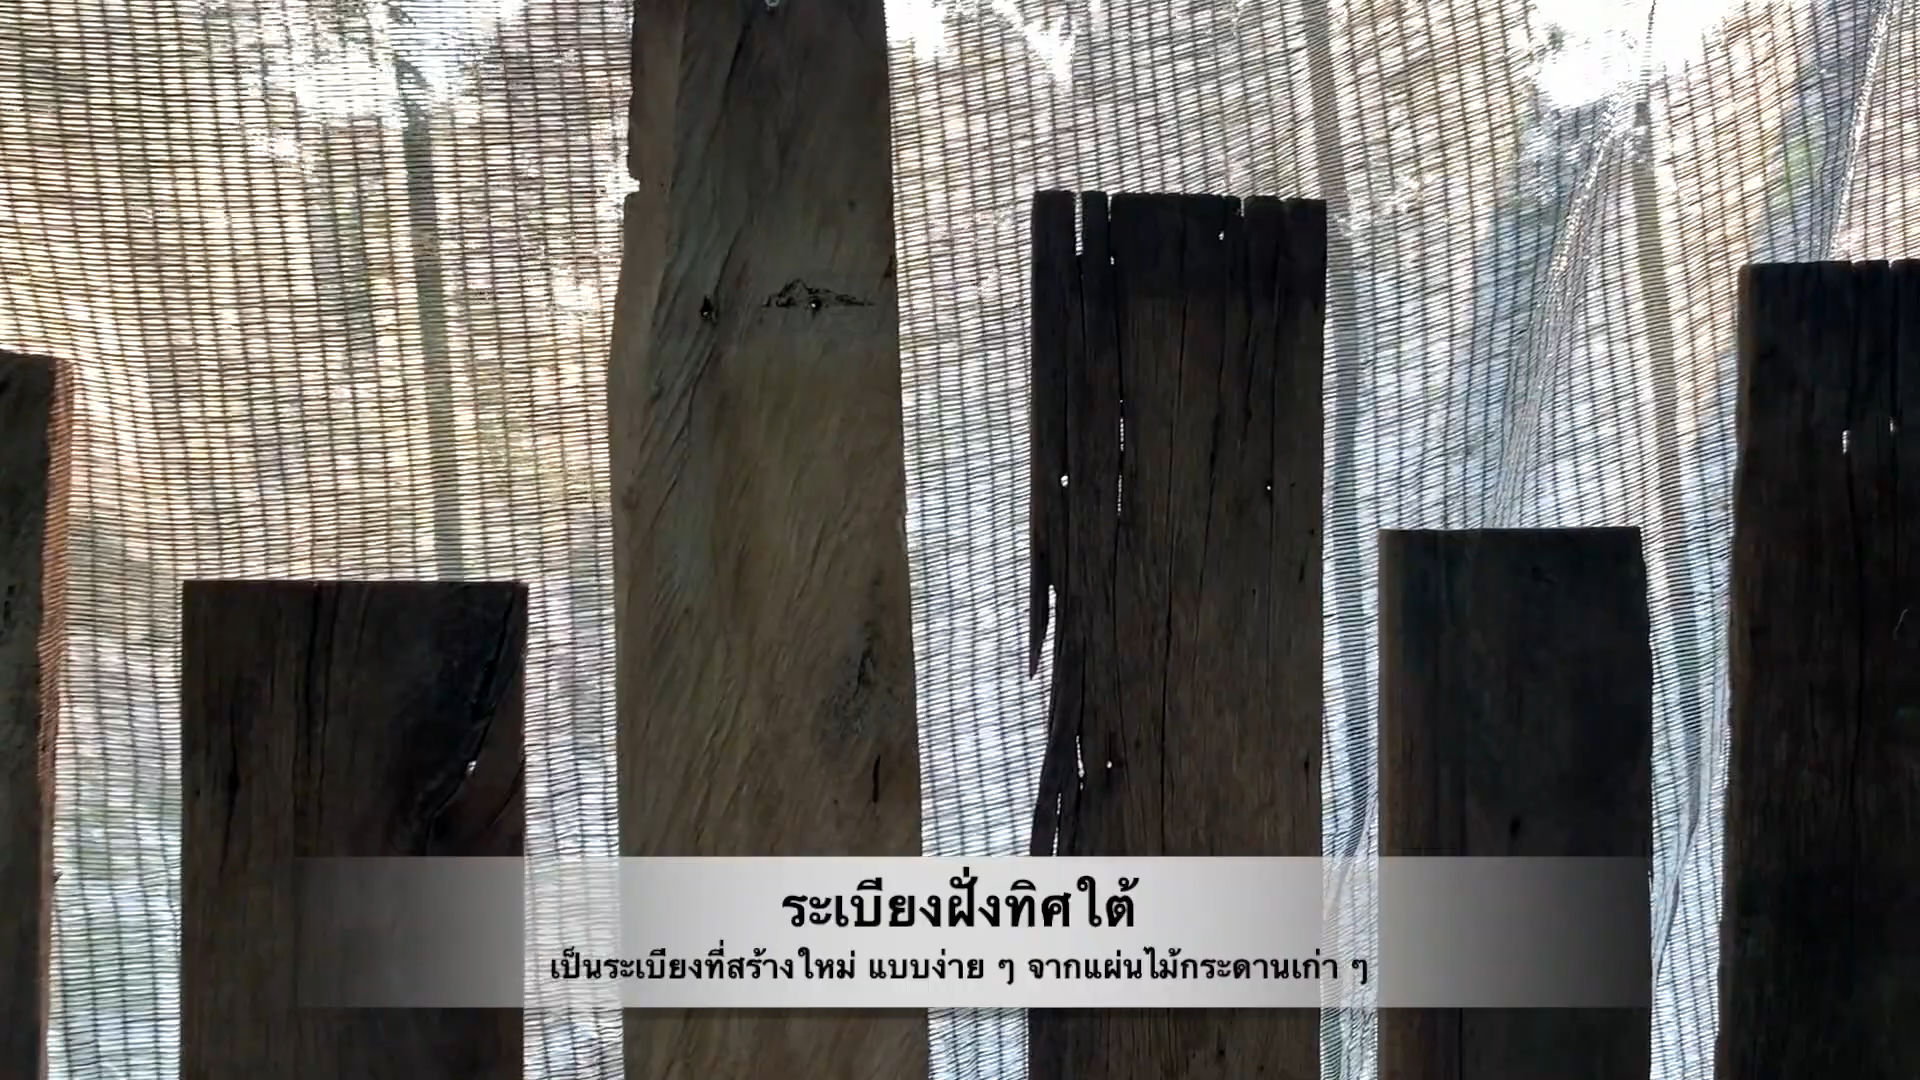 ระเบียงฝั่งทิศใต้
เป็นระเบียงที่สร้างใหม่ แบบง่าย ๆ จากแผ่นไม้กระดานเก่า ๆ